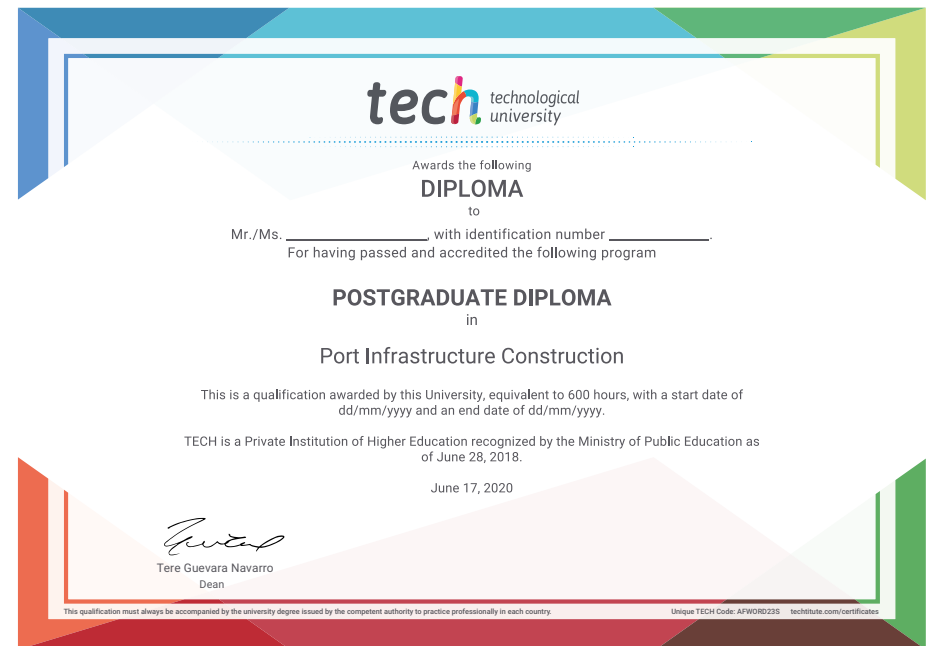 tech technological
university
Awards the following
DIPLOMA
to
Mr./Ms. ____________________, with identification number ______________.
For having passed and accredited the following program
POSTGRADUATE DIPLOMA
in
Port Infrastructure Construction
This is a qualification awarded by this University, equivalent to 600 hours, with a start date of
dd/mm/yyyy and an end date of dd/mm/yyyy.
TECH is a Private Institution of Higher Education recognized by the Ministry of Public Education as
of June 28, 2018.
June 17, 2020
Tere Guevara Navarro
Dean
This qualification must always be accompanied by the university degree issued by the competent authority to practice professionally in each country.
Unique TECH Code: AFWORD23S techtitute.com/certificates